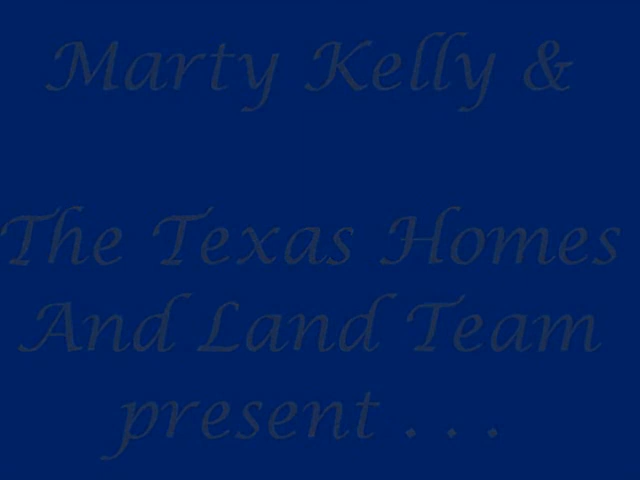 Marty Kelly &
The Texas Homes
And Land Team
present . . .